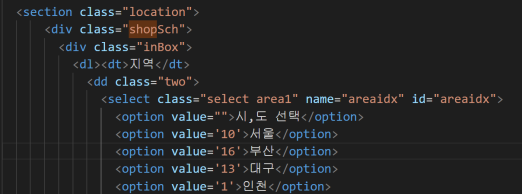 <section class="location">
<div class="shopSch">
<div class="inBox">
<dl><dt>지역</dt>
<dd class="two">
<select class="select area1" name="areaidx" id="areaidx">
<option value="">시,도 선택</option>
<option value='10'>서울</option>
<option value='16'>부산</option>
<option value='13'>대구</option>
<option value='1'>인천</option>